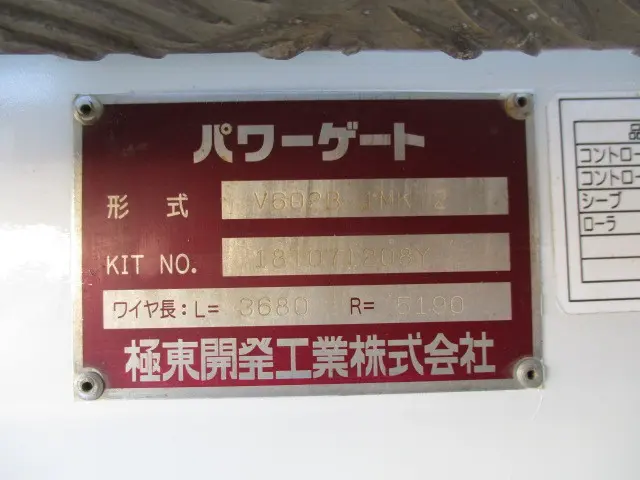 パワーゲート
形式
KIT NO.
ワイヤ長:L= 3680 R= 5190
極東開発工業株式会社
品
コントロー
コントロー
シーブ
ローラ